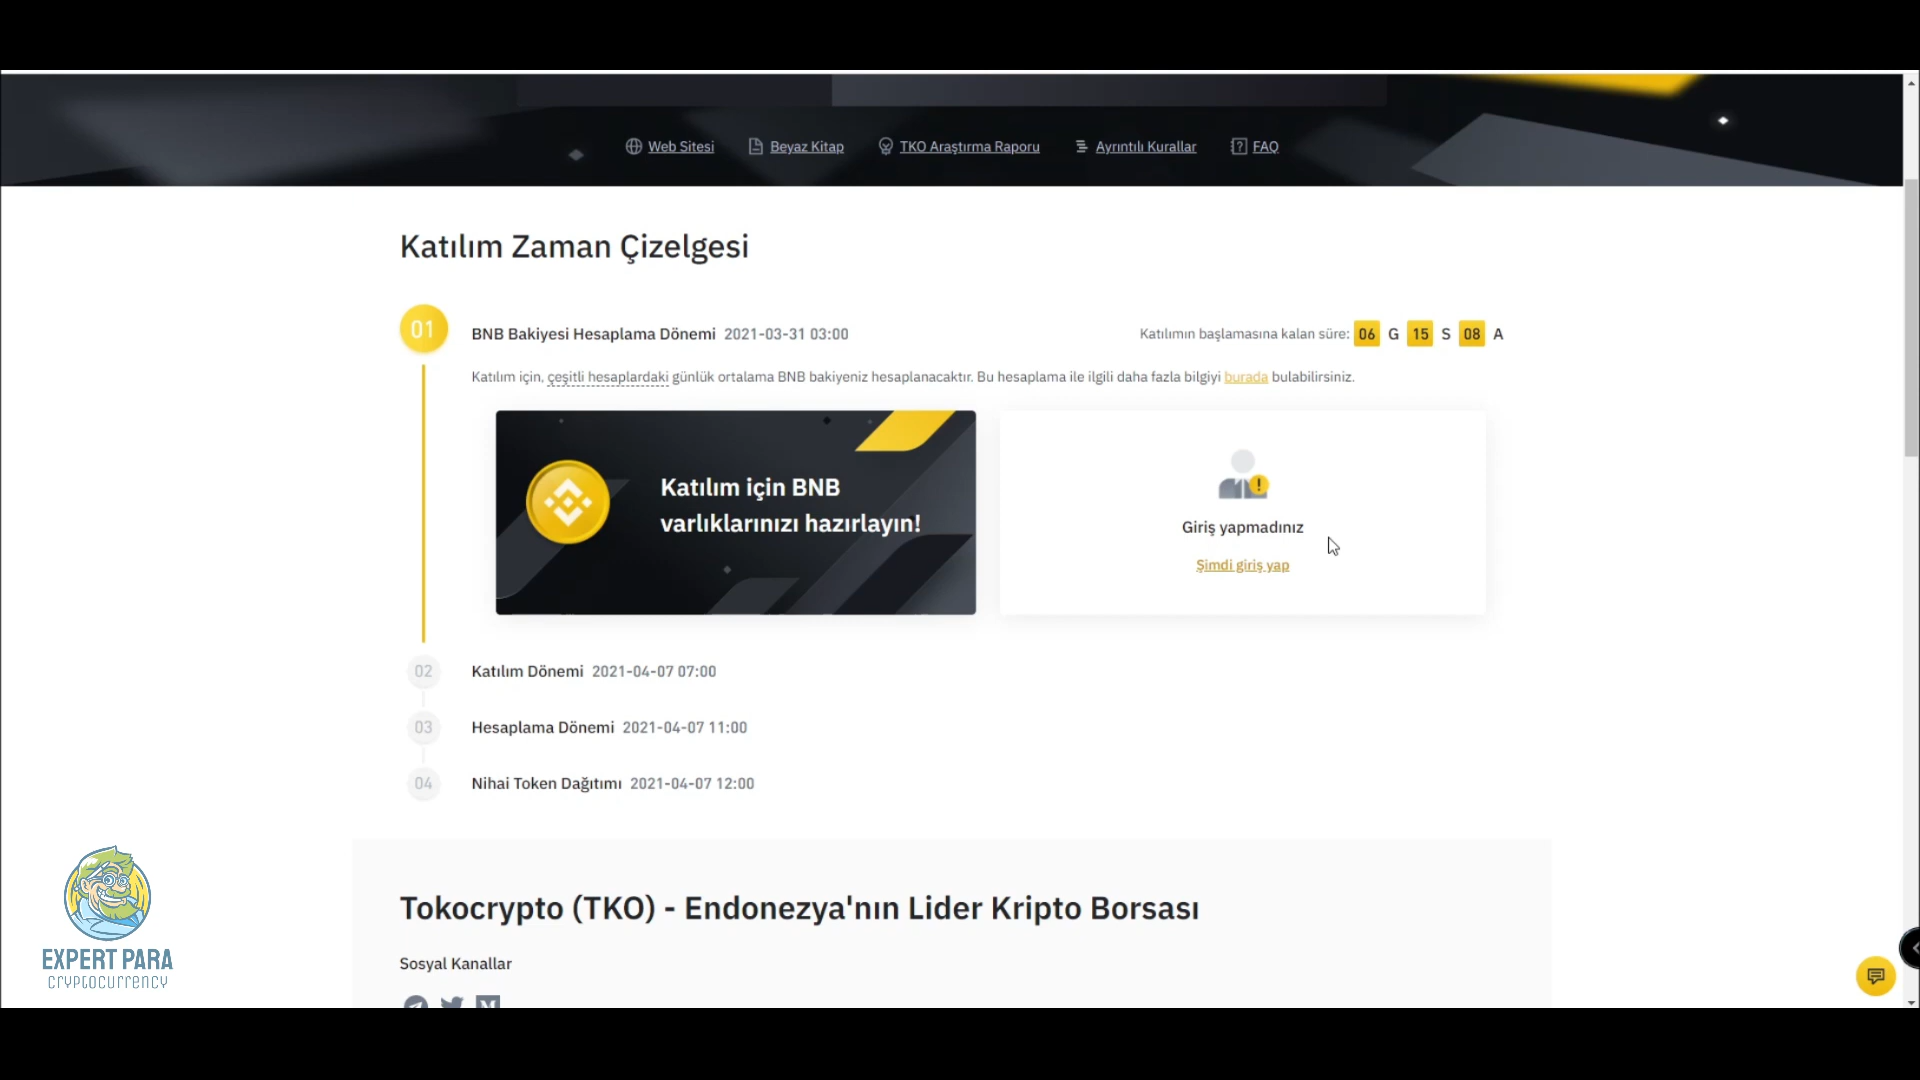 Web Sitesi Beyaz Kitap TKO Araştırma Raporu Ayrıntılı Kurallar FAQ
Katılım Zaman Çizelgesi
01 BNB Bakiyesi Hesaplama Dönemi 2021-03-31 03:00 Katılımın başlamasına kalan süre: 06 G 15 S 08 A
Katılım için, çeşitli hesaplardaki günlük ortalama BNB bakiyeniz hesaplanacaktır. Bu hesaplama ile ilgili daha fazla bilgiyi burada bulabilirsiniz.
Katılım için BNB
varlıklarınızı hazırlayın!
Giriş yapmadınız
Şimdi giriş yap
02 Katılım Dönemi 2021-04-07 07:00
03 Hesaplama Dönemi 2021-04-07 11:00
04 Nihai Token Dağıtımı 2021-04-07 12:00
Tokocrypto (TKO) - Endonezya'nın Lider Kripto Borsası
Sosyal Kanallar
EXPERT PARA
CRYPTOCURRENCY